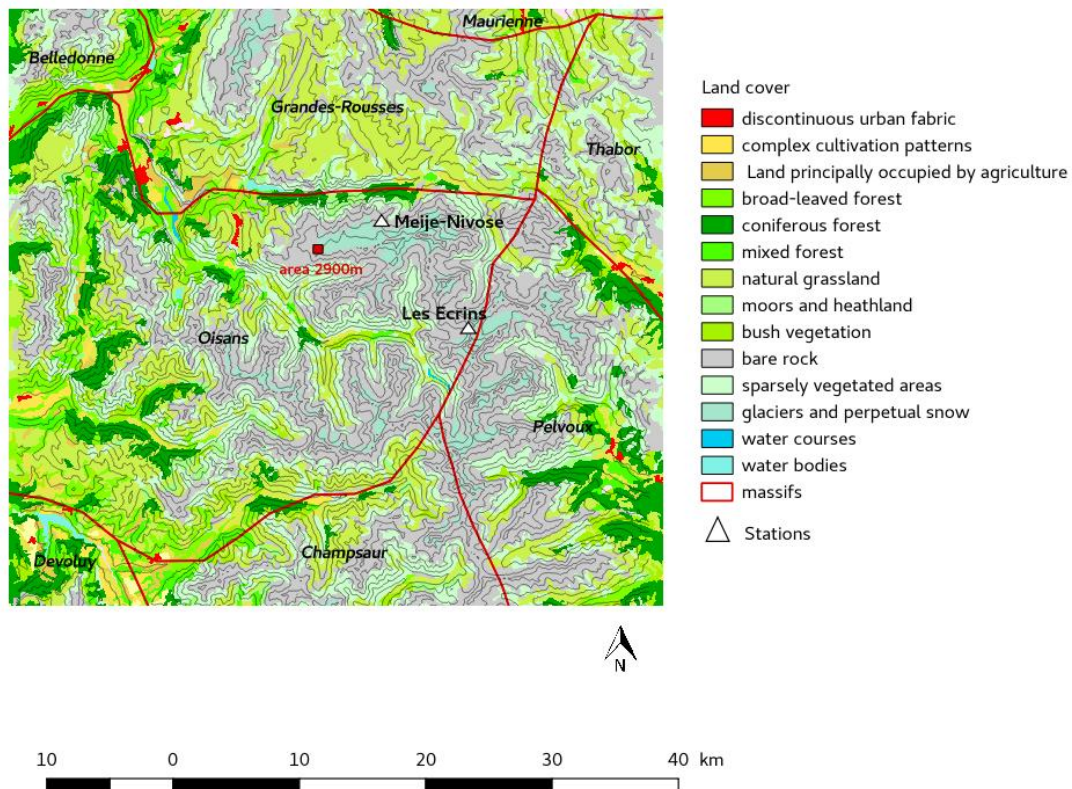 Maurienne
Belledonne
Grandes-Rousses
Thabor
Meije-Nivose
area 2900m
Les Ecrins
Oisans
Pelvoux
Champsaur
Devoluy
Land cover
discontinuous urban fabric
complex cultivation patterns
Land principally occupied by agriculture
broad-leaved forest
coniferous forest
mixed forest
natural grassland
moors and heathland
bush vegetation
bare rock
sparsely vegetated areas
glaciers and perpetual snow
water courses
water bodies
massifs
Stations
N
10 0 10 20 30 40 km